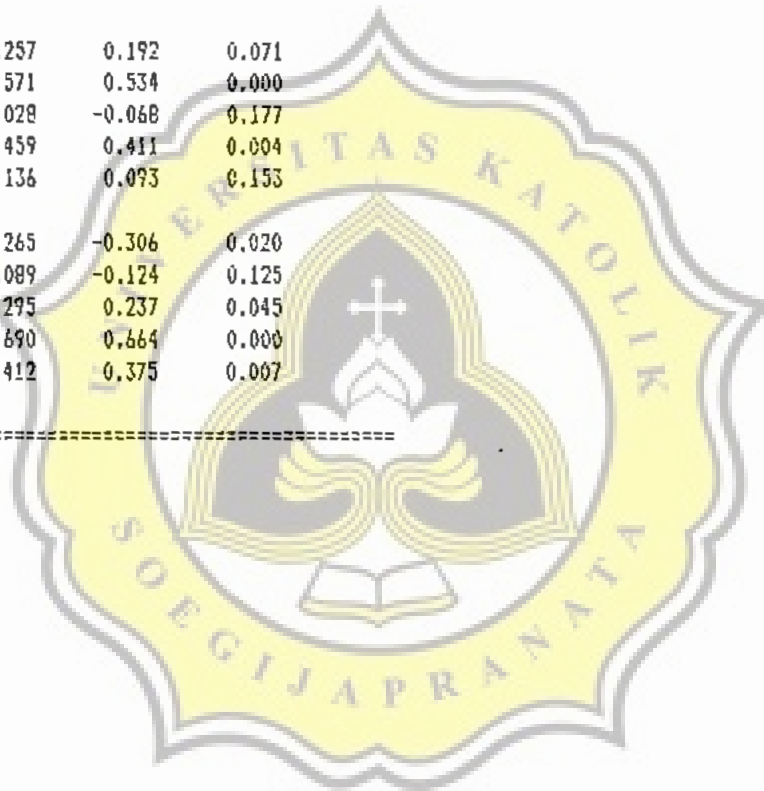 257 0.192 0.071
571 0.534 0.000
028 -0.068 0.177
459 0.411 0.004
136 0.093 0.153
265 -0.306 0.020
089 -0.124 0.125
295 0.237 0.045
690 0.664 0.000
412 0.375 0.007
==========================================
UNIVERSITAS KATOLIK
SOEGIJAPRANATA